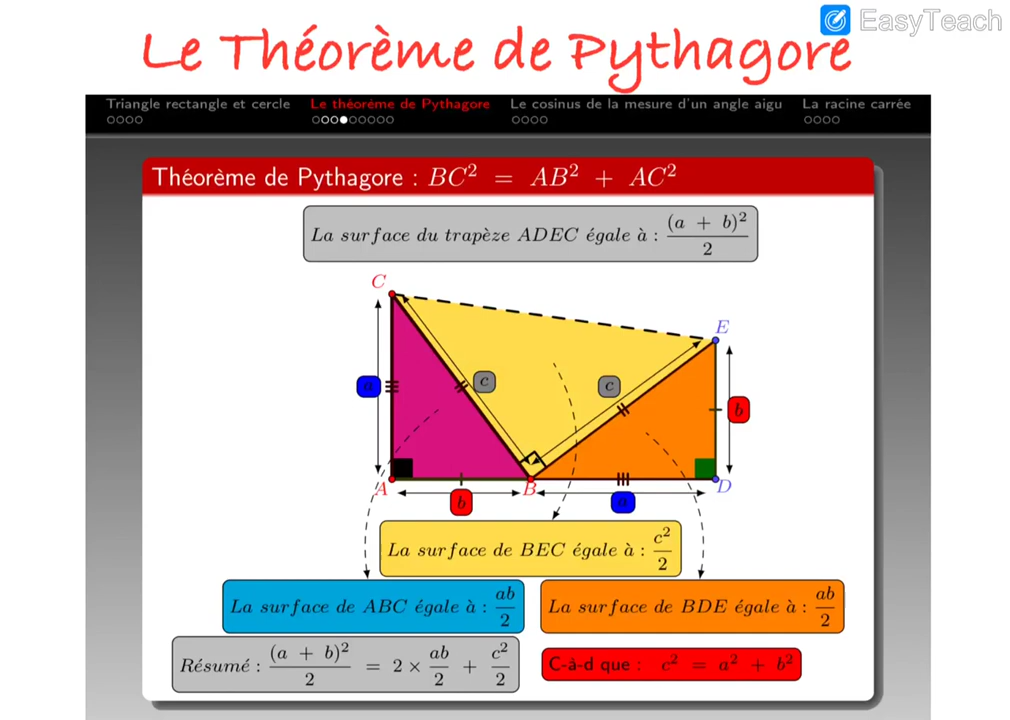 EasyTeach
Le Théorème de Pythagore
Triangle rectangle et cercle Le théorème de Pythagore Le cosinus de la mesure d'un angle aigu La racine carrée
Théorème de Pythagore : BC² = AB² + AC²
La surface du trapèze ADEC égale à : (a + b)²/2
C
E
c c
a
b
A B D
b a
La surface de BEC égale à : c²/2
La surface de ABC égale à : ab/2 La surface de BDE égale à : ab/2
Résumé : (a + b)²/2 = 2 × ab/2 + c²/2 C-à-d que : c² = a² + b²